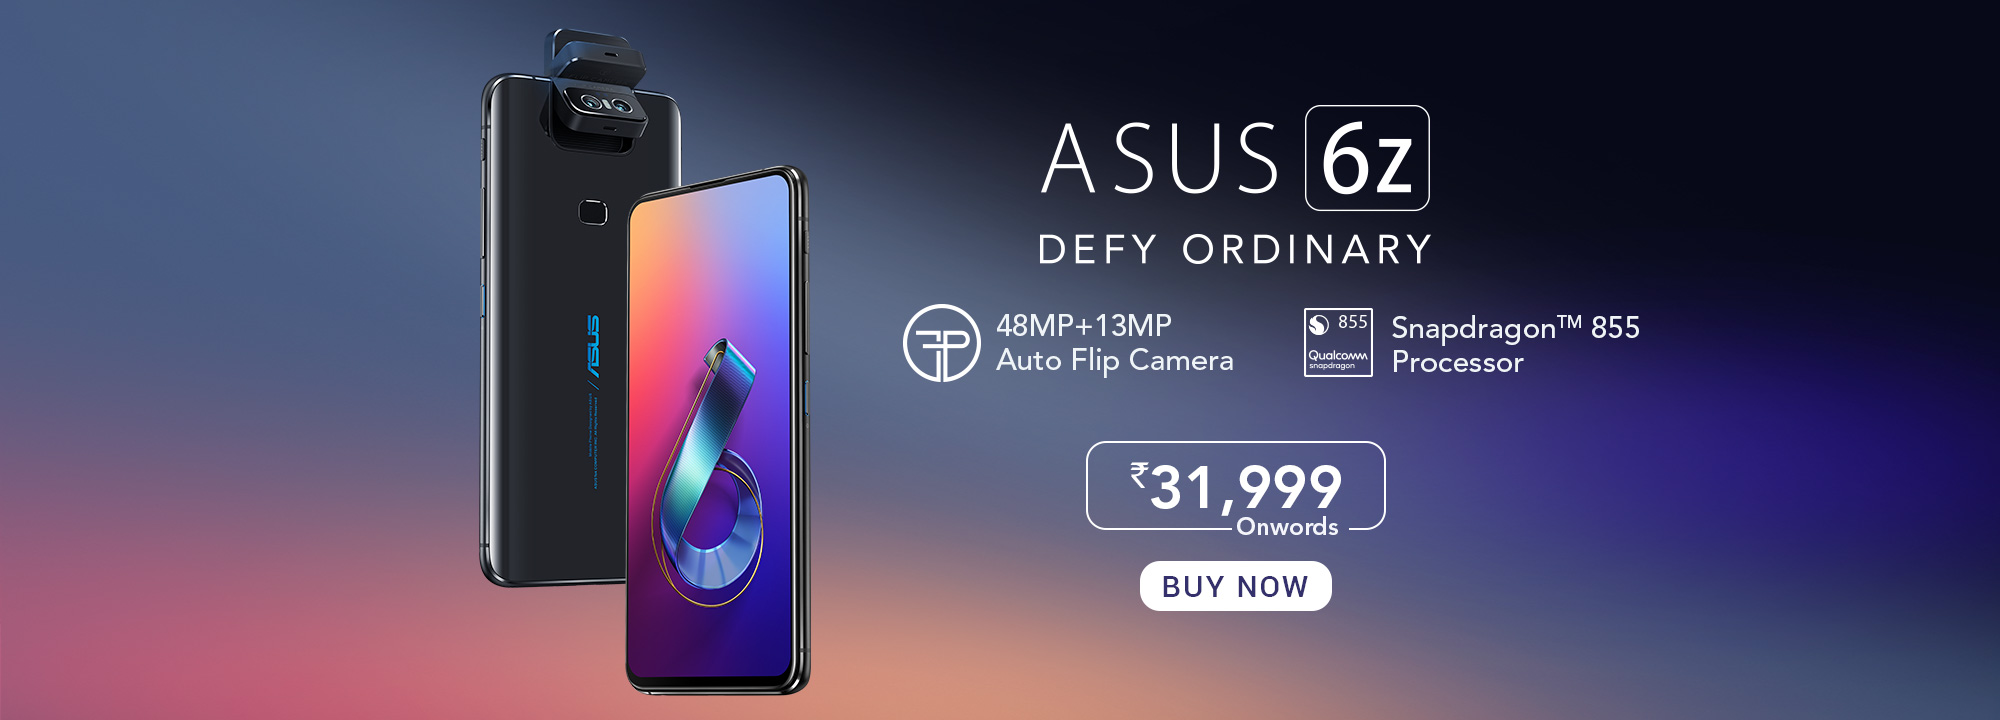 ASUS 6z
DEFY ORDINARY
48MP+13MP
Auto Flip Camera
855
Qualcomm
snapdragon
Snapdragon™ 855
Processor
₹31,999
Onwords
BUY NOW
/ASUS